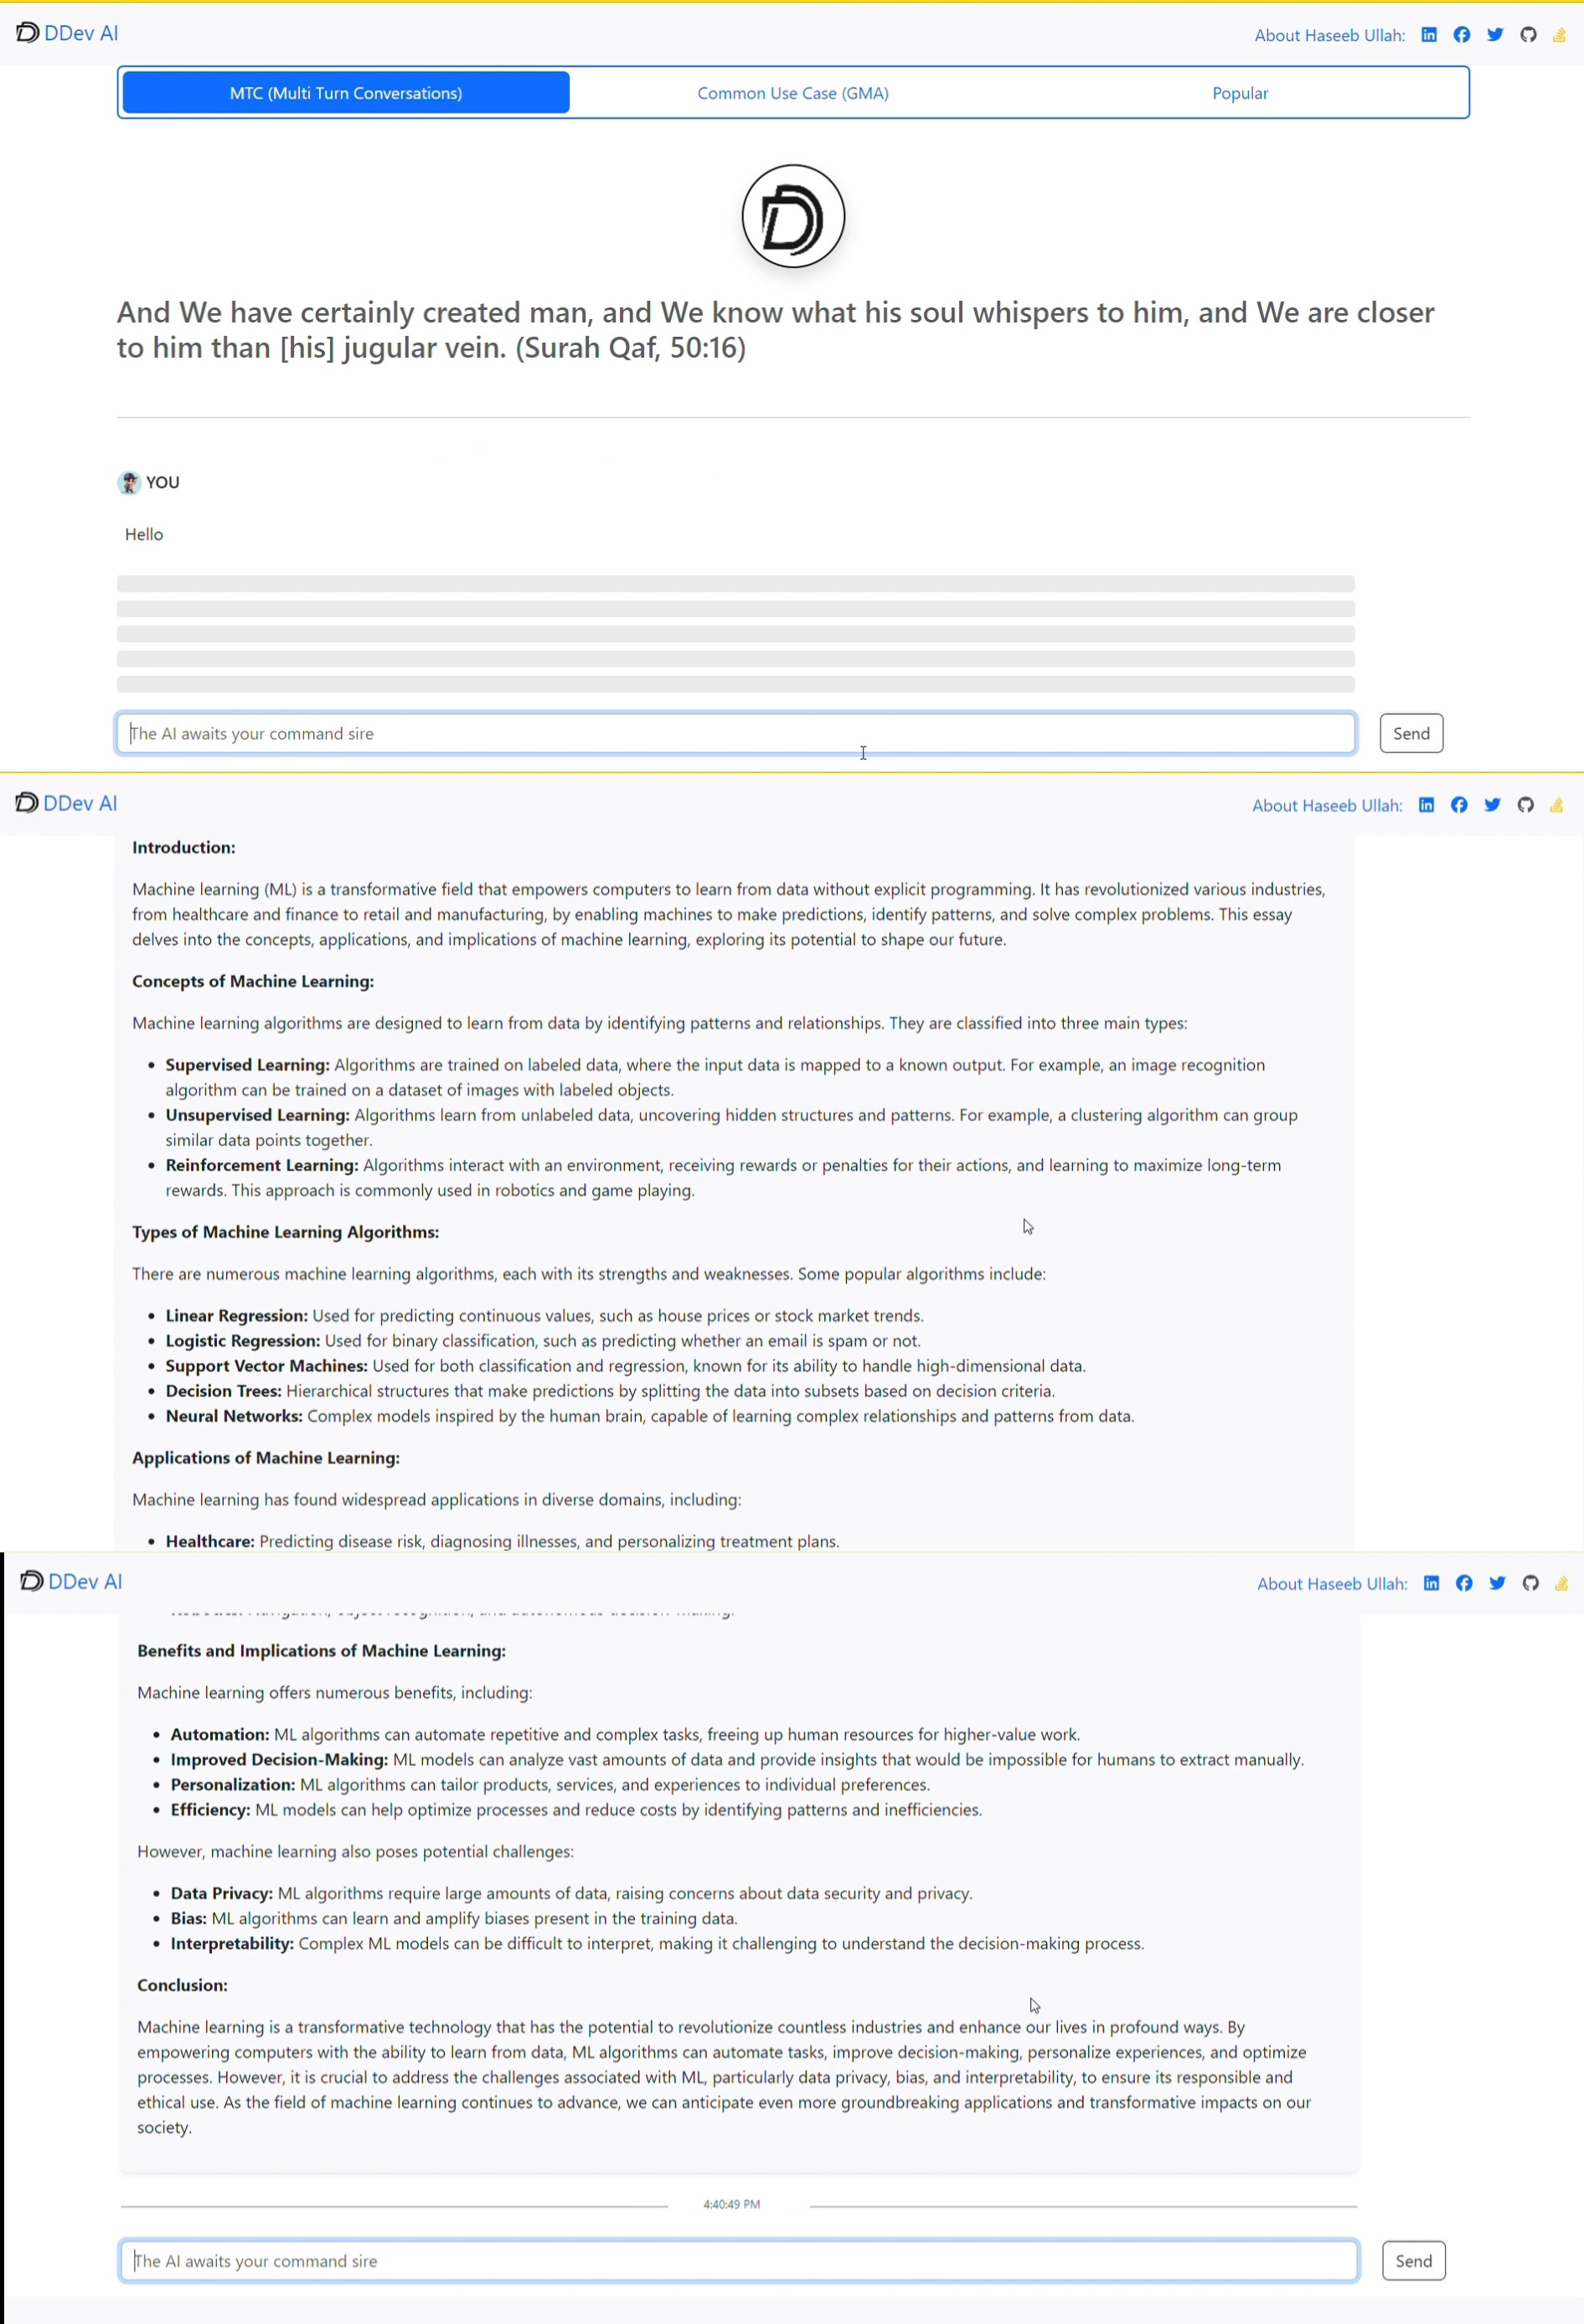 DDev AI
About Haseeb Ullah:
MTC (Multi Turn Conversations)
Common Use Case (GMA)
Popular
And We have certainly created man, and We know what his soul whispers to him, and We are closer
to him than [his] jugular vein. (Surah Qaf, 50:16)
YOU
Hello
The AI awaits your command sire
Send
DDev AI
About Haseeb Ullah:
Introduction:
Machine learning (ML) is a transformative field that empowers computers to learn from data without explicit programming. It has revolutionized various industries,
from healthcare and finance to retail and manufacturing, by enabling machines to make predictions, identify patterns, and solve complex problems. This essay
delves into the concepts, applications, and implications of machine learning, exploring its potential to shape our future.
Concepts of Machine Learning:
Machine learning algorithms are designed to learn from data by identifying patterns and relationships. They are classified into three main types:
• Supervised Learning: Algorithms are trained on labeled data, where the input data is mapped to a known output. For example, an image recognition
algorithm can be trained on a dataset of images with labeled objects.
• Unsupervised Learning: Algorithms learn from unlabeled data, uncovering hidden structures and patterns. For example, a clustering algorithm can group
similar data points together.
• Reinforcement Learning: Algorithms interact with an environment, receiving rewards or penalties for their actions, and learning to maximize long-term
rewards. This approach is commonly used in robotics and game playing.
Types of Machine Learning Algorithms:
There are numerous machine learning algorithms, each with its strengths and weaknesses. Some popular algorithms include:
• Linear Regression: Used for predicting continuous values, such as house prices or stock market trends.
• Logistic Regression: Used for binary classification, such as predicting whether an email is spam or not.
• Support Vector Machines: Used for both classification and regression, known for its ability to handle high-dimensional data.
• Decision Trees: Hierarchical structures that make predictions by splitting the data into subsets based on decision criteria.
• Neural Networks: Complex models inspired by the human brain, capable of learning complex relationships and patterns from data.
Applications of Machine Learning:
Machine learning has found widespread applications in diverse domains, including:
• Healthcare: Predicting disease risk, diagnosing illnesses, and personalizing treatment plans.
DDev AI
About Haseeb Ullah:
Benefits and Implications of Machine Learning:
Machine learning offers numerous benefits, including:
• Automation: ML algorithms can automate repetitive and complex tasks, freeing up human resources for higher-value work.
• Improved Decision-Making: ML models can analyze vast amounts of data and provide insights that would be impossible for humans to extract manually.
• Personalization: ML algorithms can tailor products, services, and experiences to individual preferences.
• Efficiency: ML models can help optimize processes and reduce costs by identifying patterns and inefficiencies.
However, machine learning also poses potential challenges:
• Data Privacy: ML algorithms require large amounts of data, raising concerns about data security and privacy.
• Bias: ML algorithms can learn and amplify biases present in the training data.
• Interpretability: Complex ML models can be difficult to interpret, making it challenging to understand the decision-making process.
Conclusion:
Machine learning is a transformative technology that has the potential to revolutionize countless industries and enhance our lives in profound ways. By
empowering computers with the ability to learn from data, ML algorithms can automate tasks, improve decision-making, personalize experiences, and optimize
processes. However, it is crucial to address the challenges associated with ML, particularly data privacy, bias, and interpretability, to ensure its responsible and
ethical use. As the field of machine learning continues to advance, we can anticipate even more groundbreaking applications and transformative impacts on our
society.
4:40:49 PM
The AI awaits your command sire
Send